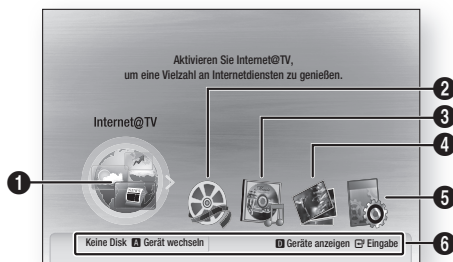 Aktivieren Sie Internet@TV,
um eine Vielzahl an Internetdiensten zu genießen.
Internet@TV
1
2
3
4
5
6
Keine Disk A Gerät wechseln D Geräte anzeigen Eingabe